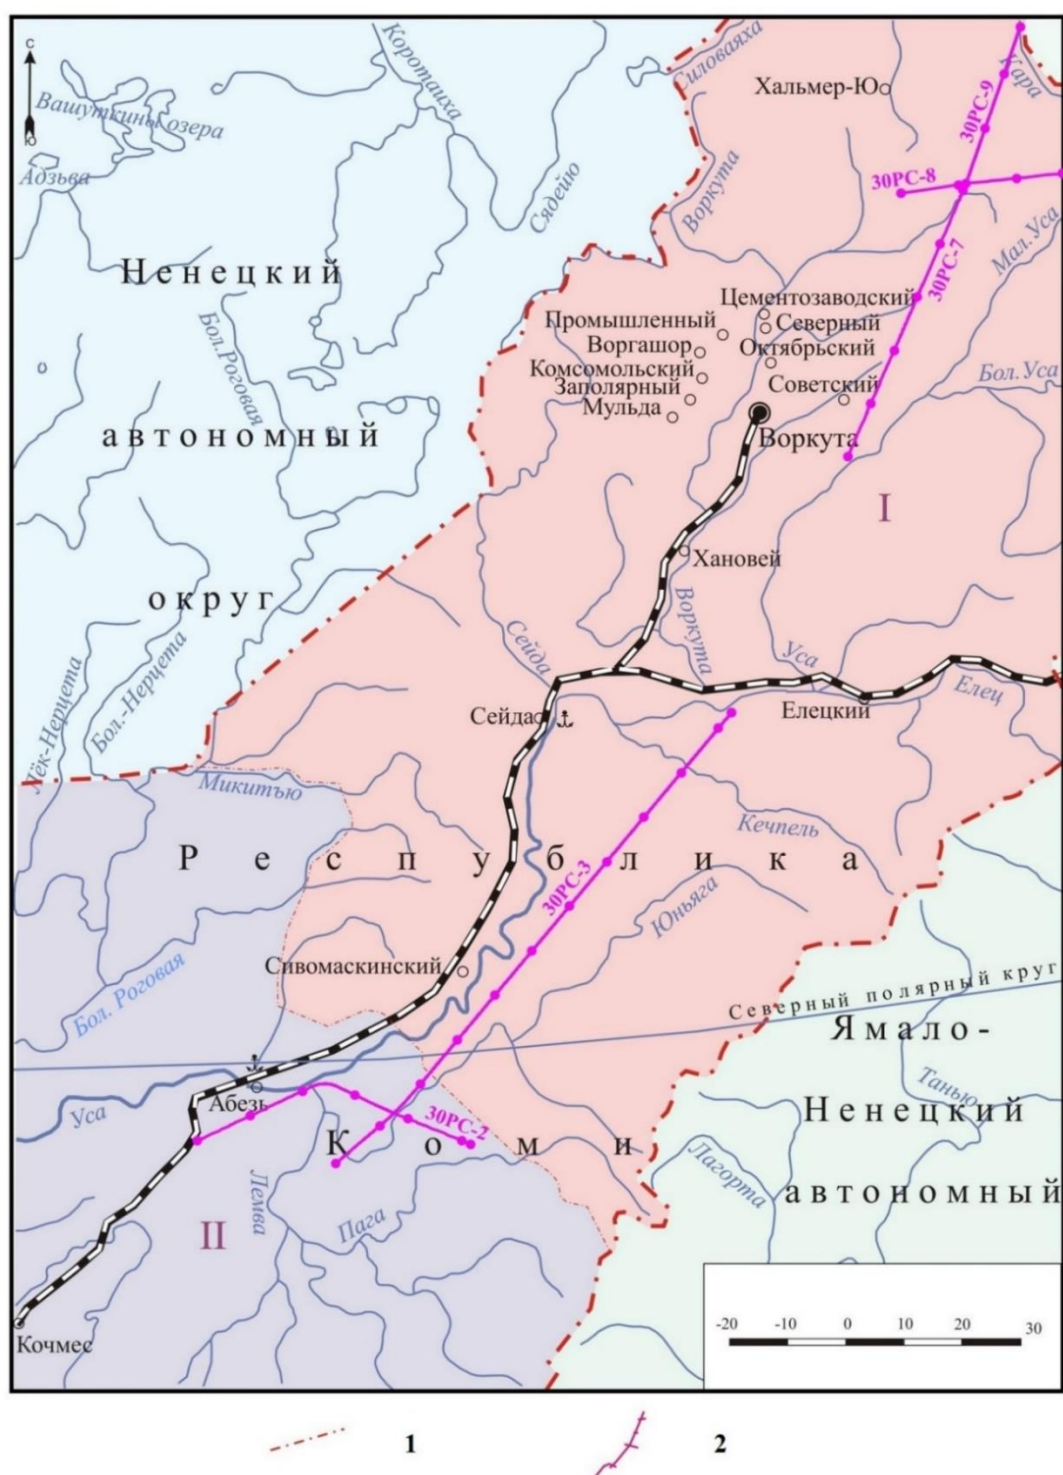 С
Ю
Коротаиха
Силоваяха
Кара
Хальмер-Ю
30РС-9
Вашуткины озера
Адзьва
Сядейю
Воркута
30РС-8
Мал.Уса
30РС-7
Ненецкий
Бол.Роговая
Цементозаводский
Промышленный
Северный
Воргашор
Октябрьский
Комсомольский
Заполярный
Советский
Бол.Уса
Мульда
автономный
Воркута
I
Хановей
округ
Воркута
Сейда
Уса
Бол.-Нерцета
Лёк-Нерцета
Елец
Сейда
Елецкий
Микитъю
Кечпель
Республика
30РС-3
Юньяга
Сивомаскинский
Бол. Роговая
Северный полярный круг
Ямало-
Уса
Абезь
Танью
30РС-2
Ненецкий
Коми
Лагорта
автономный
Лемва
Пага
II
-20 -10 0 10 20 30
Кочмес
1 2